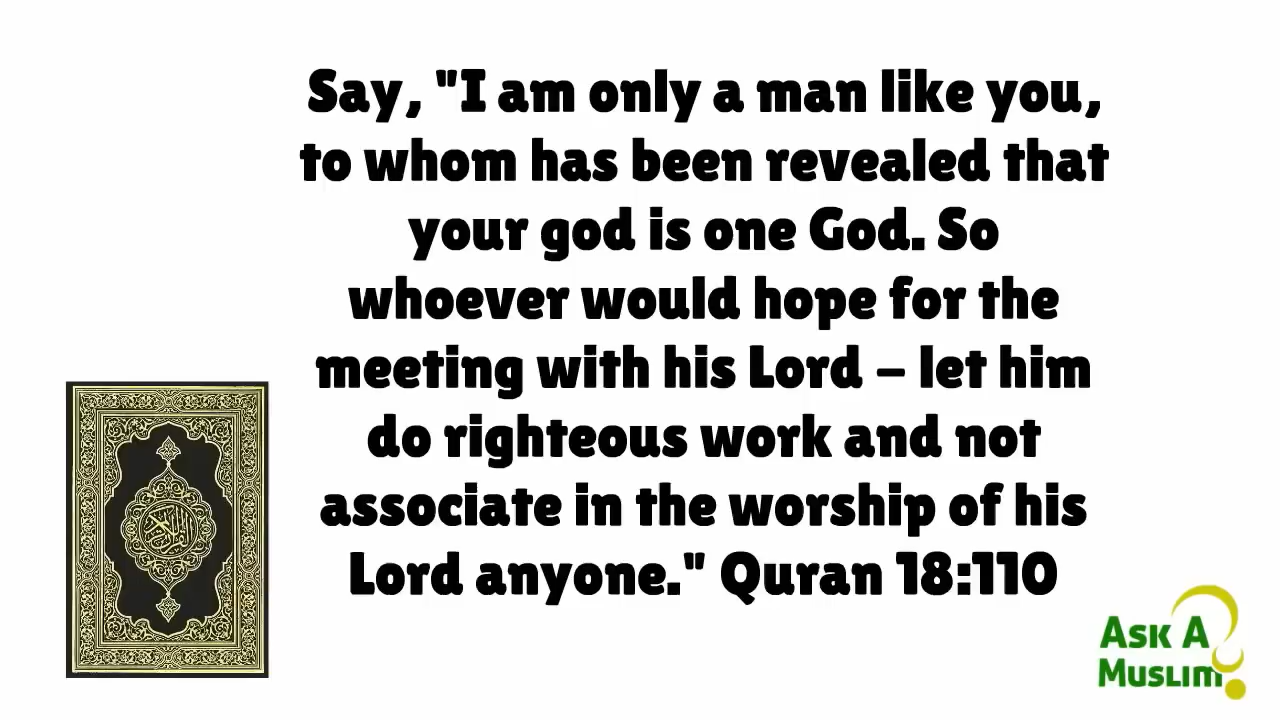 Say, "I am only a man like you,
to whom has been revealed that
your god is one God. So
whoever would hope for the
meeting with his Lord – let him
do righteous work and not
associate in the worship of his
Lord anyone." Quran 18:110
القرآن الكريم
Ask A
Muslim